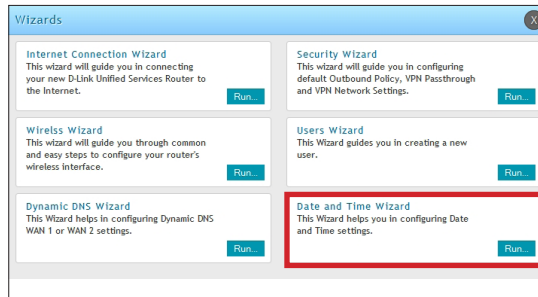 Wizards
X
Internet Connection Wizard
This wizard will guide you in connecting
your new D-Link Unified Services Router to
the Internet.
Run...
Security Wizard
This wizard will guide you in configuring
default Outbound Policy, VPN Passthrough
and VPN Network Settings.
Run...
Wirelss Wizard
This wizard will guide you through common
and easy steps to configure your router's
wireless interface.
Run...
Users Wizard
This Wizard guides you in creating a new
user.
Run...
Dynamic DNS Wizard
This Wizard helps in configuring Dynamic DNS
WAN 1 or WAN 2 settings.
Run...
Date and Time Wizard
This Wizard helps you in configuring Date
and Time settings.
Run...